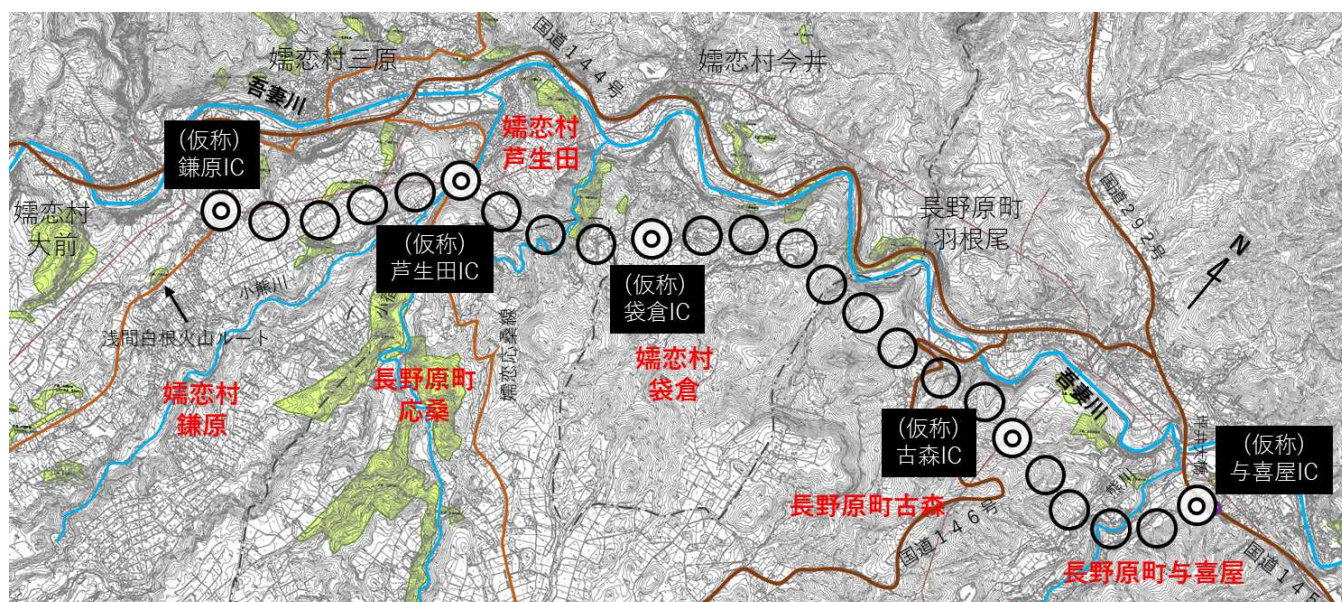 嬬恋村三原
国道144号
嬬恋村今井
吾妻川
(仮称)
鎌原IC
嬬恋村
芦生田
国道292号
嬬恋村
大前
長野原町
羽根尾
N
(仮称)
芦生田IC
(仮称)
袋倉IC
小熊川
浅間白根火山ルート
嬬恋応桑線
嬬恋村
鎌原
長野原町
応桑
嬬恋村
袋倉
吾妻川
(仮称)
古森IC
(仮称)
与喜屋IC
長野原町古森
国道146号
長野原町与喜屋
国道145